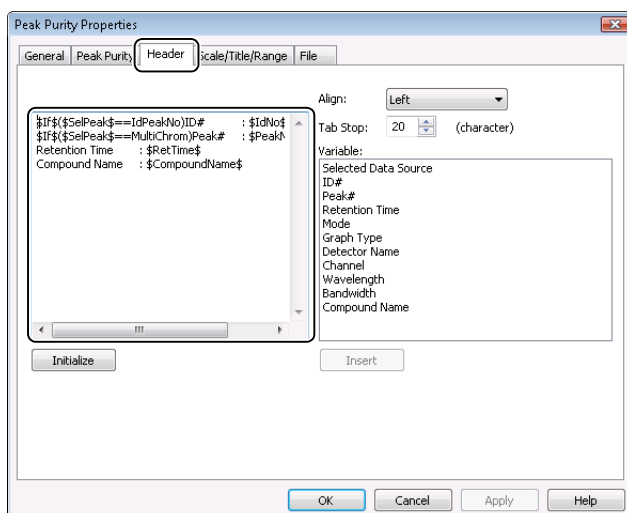 Peak Purity Properties
General Peak Purity Header Scale/Title/Range File
Align: Left
Tab Stop: 20 (character)
Variable:
$If$($SelPeak$==IdPeakNo)ID# : $IdNo$
$If$($SelPeak$==MultiChrom)Peak# : $PeakN
Retention Time : $RetTime$
Compound Name : $CompoundName$
Selected Data Source
ID#
Peak#
Retention Time
Mode
Graph Type
Detector Name
Channel
Wavelength
Bandwidth
Compound Name
Initialize Insert
OK Cancel Apply Help